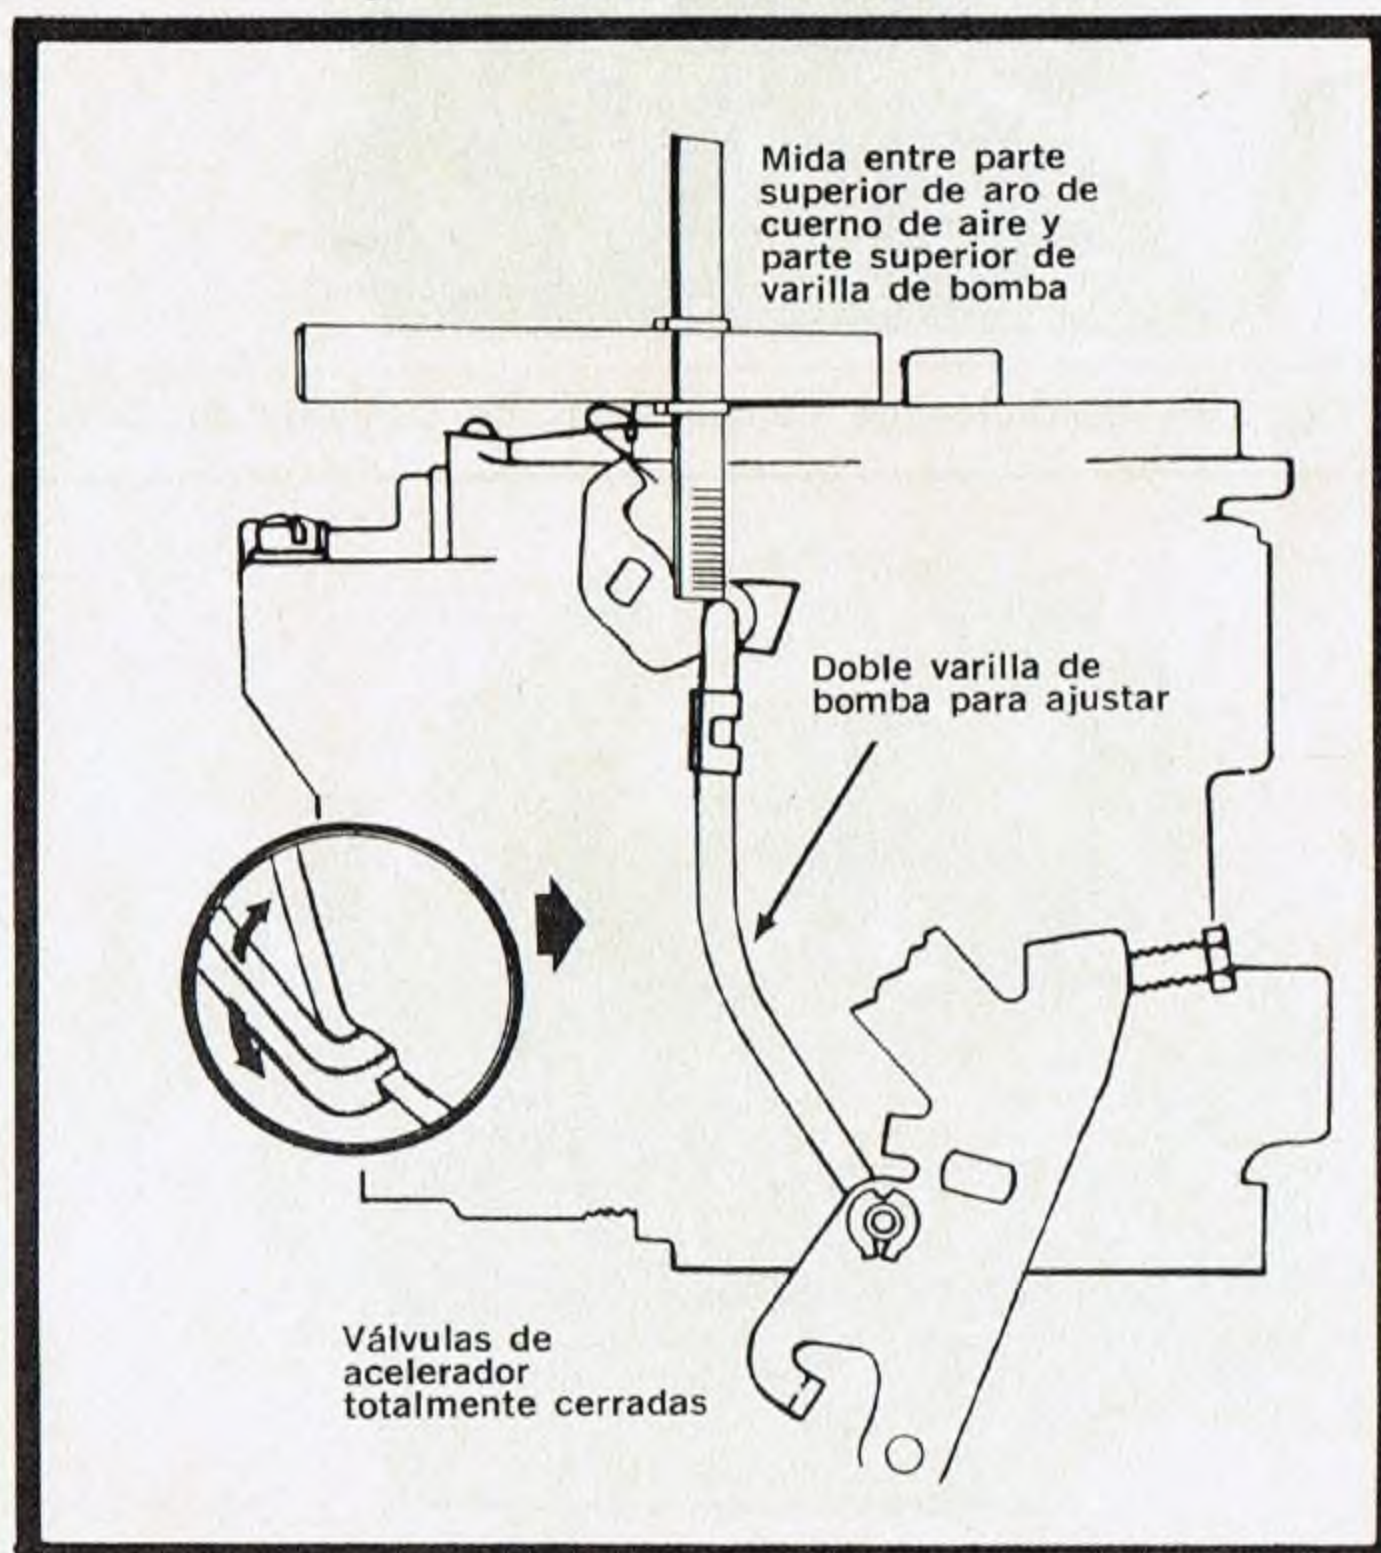 Mida entre parte
superior de aro de
cuerno de aire y
parte superior de
varilla de bomba
Doble varilla de
bomba para ajustar
Válvulas de
acelerador
totalmente cerradas